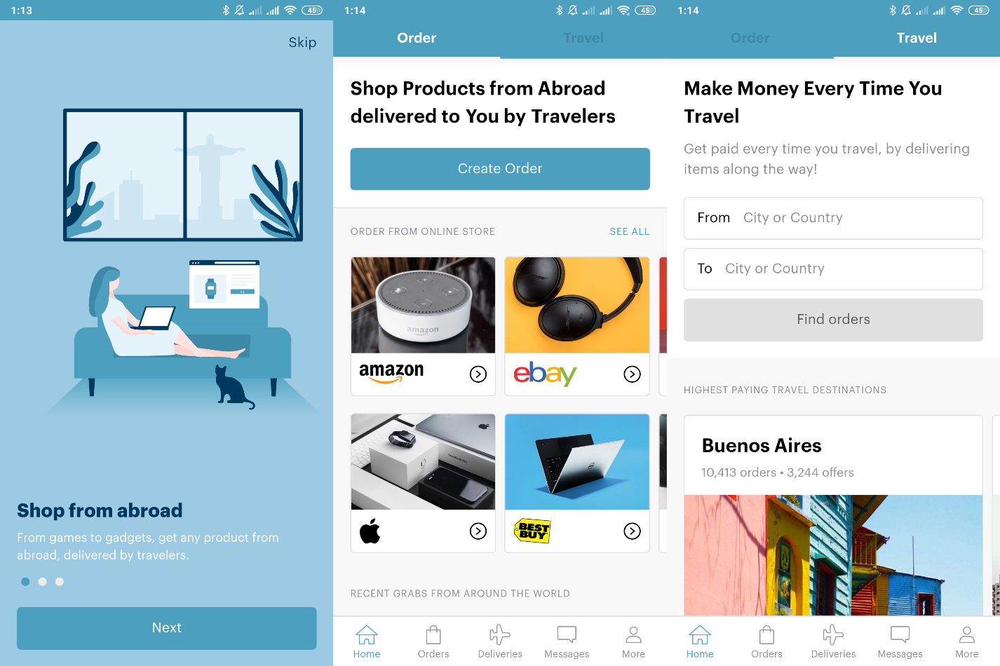 1:13
45
Skip
Shop from abroad
From games to gadgets, get any product from
abroad, delivered by travelers.
Next
1:14
45
Order
Travel
Shop Products from Abroad
delivered to You by Travelers
Create Order
ORDER FROM ONLINE STORE
SEE ALL
amazon
amazon
ebay
BEST
BUY
RECENT GRABS FROM AROUND THE WORLD
Home
Orders
Deliveries
Messages
More
1:14
45
Order
Travel
Make Money Every Time You
Travel
Get paid every time you travel, by delivering
items along the way!
From City or Country
To City or Country
Find orders
HIGHEST PAYING TRAVEL DESTINATIONS
Buenos Aires
10,413 orders • 3,244 offers
Home
Orders
Deliveries
Messages
More